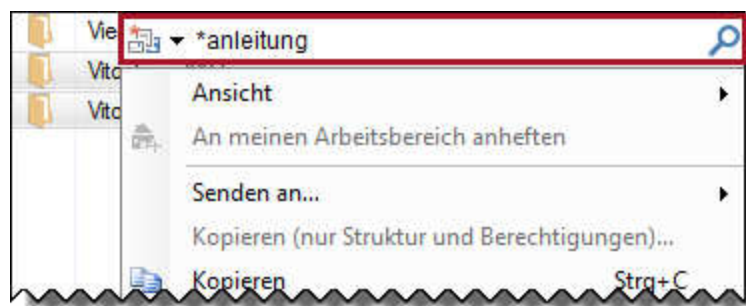 Vie
*anleitung
Vito
Ansicht
Vito
An meinen Arbeitsbereich anheften
Senden an...
Kopieren (nur Struktur und Berechtigungen)...
Kopieren Strg+C